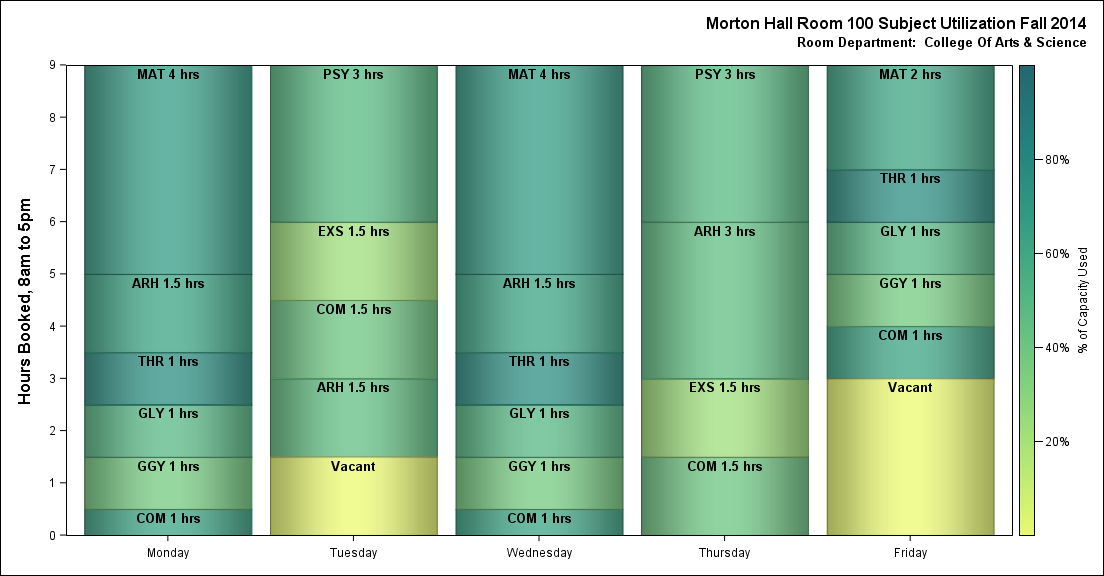 Morton Hall Room 100 Subject Utilization Fall 2014
Room Department:  College Of Arts & Science
Hours Booked, 8am to 5pm
9
8
7
6
5
4
3
2
1
0
MAT 4 hrs
ARH 1.5 hrs
THR 1 hrs
GLY 1 hrs
GGY 1 hrs
COM 1 hrs
Monday
PSY 3 hrs
EXS 1.5 hrs
COM 1.5 hrs
ARH 1.5 hrs
Vacant
Tuesday
MAT 4 hrs
ARH 1.5 hrs
THR 1 hrs
GLY 1 hrs
GGY 1 hrs
COM 1 hrs
Wednesday
PSY 3 hrs
ARH 3 hrs
EXS 1.5 hrs
COM 1.5 hrs
Thursday
MAT 2 hrs
THR 1 hrs
GLY 1 hrs
GGY 1 hrs
COM 1 hrs
Vacant
Friday
80%
60%
40%
20%
% of Capacity Used